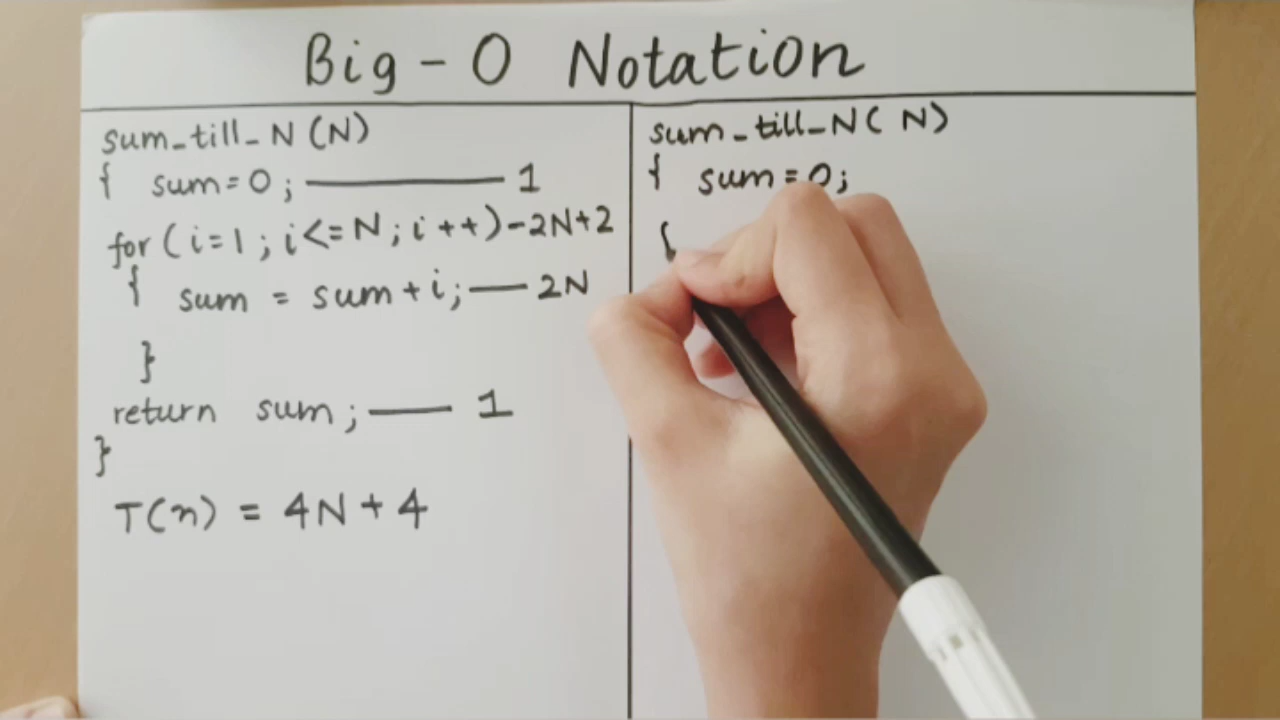 Big - O Notation
sum_till_N (N)
{ sum = 0 ; ——— 1
for ( i = 1 ; i <= N ; i ++ ) - 2N+2
{ sum = sum + i ; — 2N
}
return sum ; — 1
}
T(n) = 4N + 4
sum_till_N ( N )
{ sum = 0 ;
{